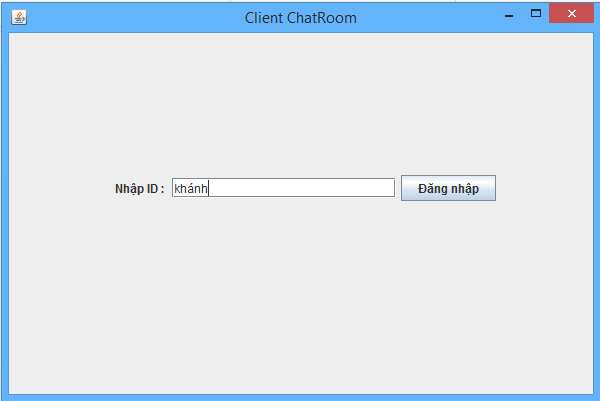 Client ChatRoom
Nhập ID : khánh Đăng nhập